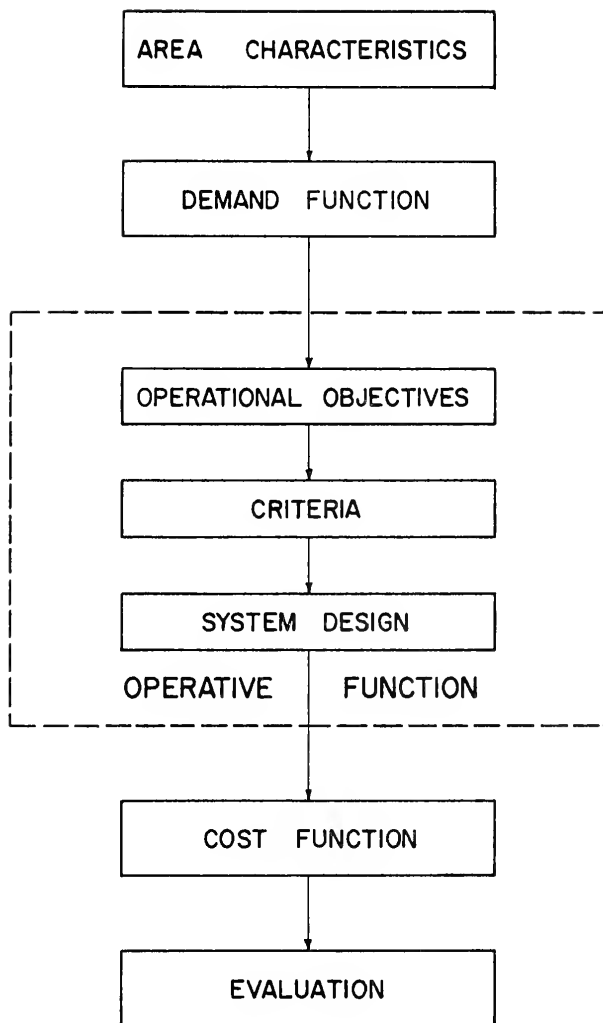 AREA CHARACTERISTICS
DEMAND FUNCTION
OPERATIONAL OBJECTIVES
CRITERIA
SYSTEM DESIGN
OPERATIVE FUNCTION
COST FUNCTION
EVALUATION